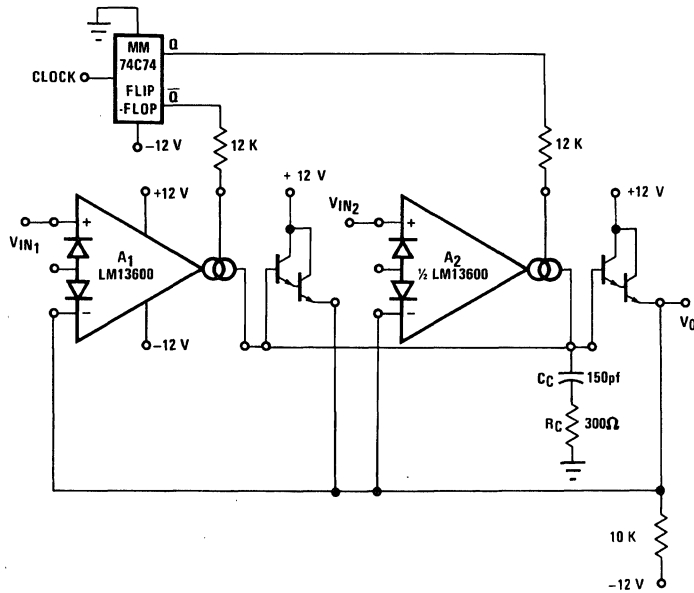 MM
74C74
FLIP
-FLOP
CLOCK
Q
Q̅
−12 V
12 K
12 K
+12 V
+ 12 V
+12 V
VIN1
+
A1
LM13600
−
−12 V
VIN2
+
A2
½ LM13600
−
VO
CC 150pf
RC 300Ω
10 K
−12 V